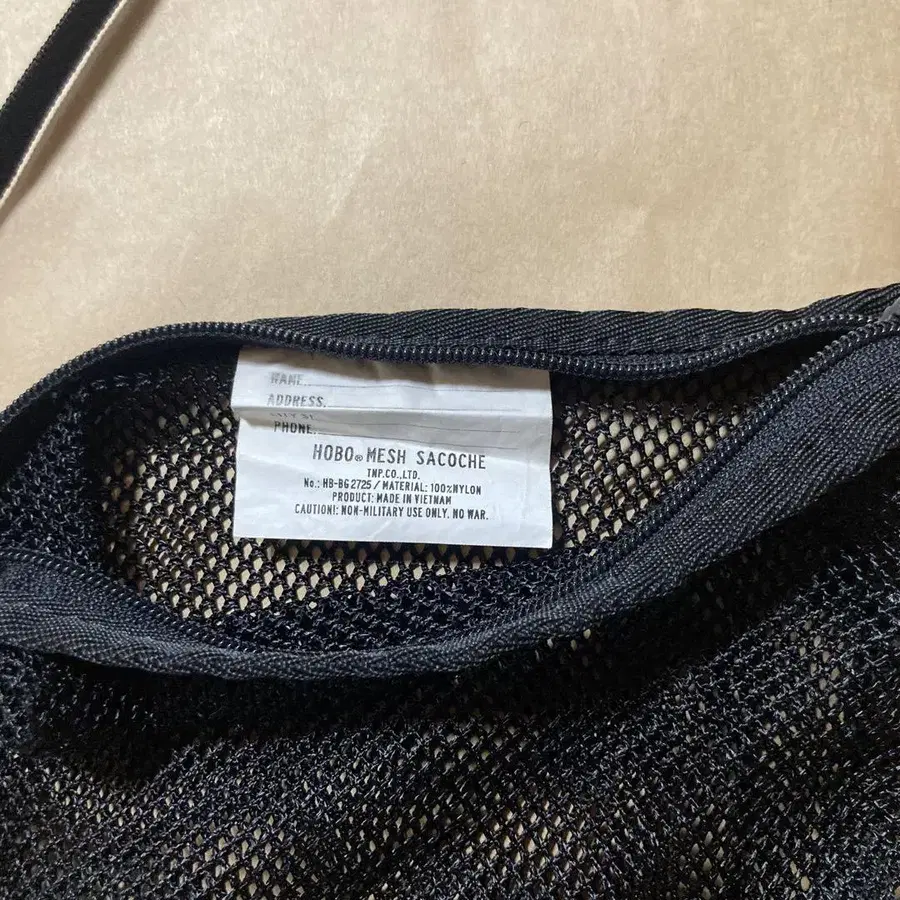 NAME.
ADDRESS.
PHONE.
HOBO® MESH SACOCHE
TNP.CO.,LTD.
No.: HB-BG2725 / MATERIAL: 100%NYLON
PRODUCT: MADE IN VIETNAM
CAUTION!: NON-MILITARY USE ONLY. NO WAR.